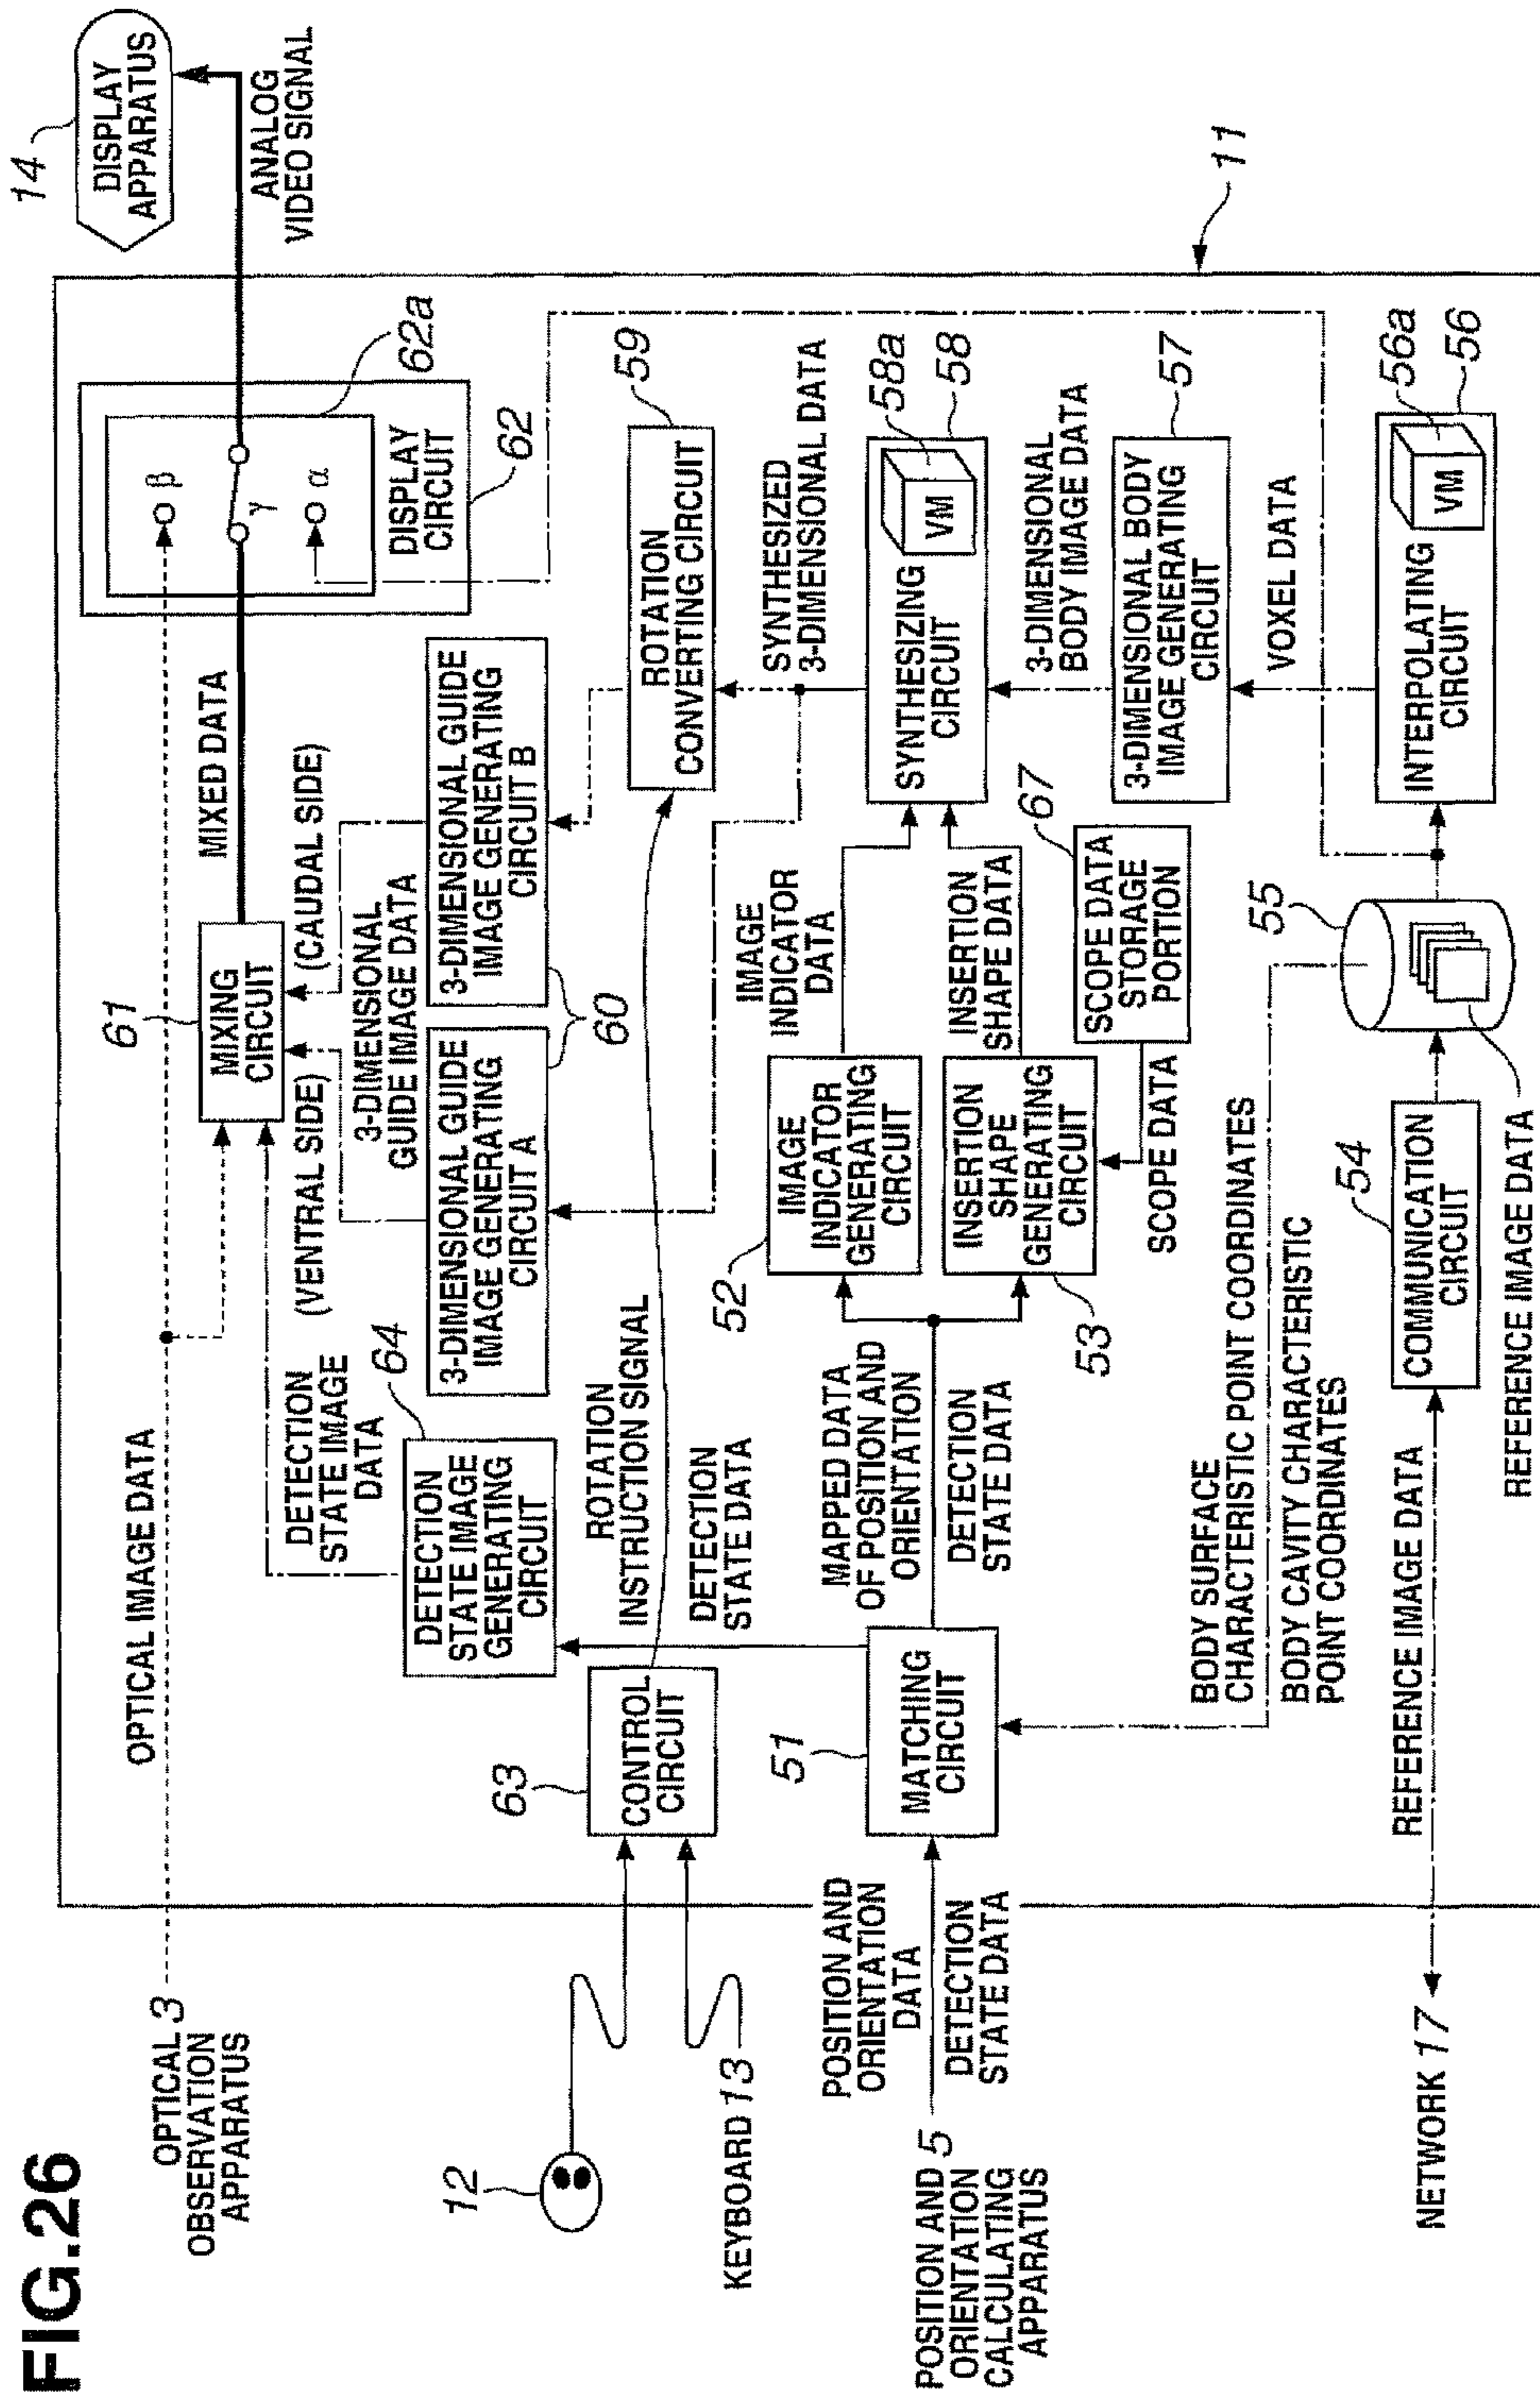 FIG.26
OPTICAL 3
OBSERVATION
APPARATUS
OPTICAL IMAGE DATA
14
DISPLAY
APPARATUS
ANALOG
VIDEO SIGNAL
β
γ
α
62a
DISPLAY
CIRCUIT
62
MIXED DATA
61
MIXING
CIRCUIT
(VENTRAL SIDE)
(CAUDAL SIDE)
3-DIMENSIONAL
GUIDE IMAGE DATA
DETECTION
STATE IMAGE
DATA
64
DETECTION
STATE IMAGE
GENERATING
CIRCUIT
3-DIMENSIONAL GUIDE
IMAGE GENERATING
CIRCUIT A
3-DIMENSIONAL GUIDE
IMAGE GENERATING
CIRCUIT B
60
12
KEYBOARD 13
63
CONTROL
CIRCUIT
ROTATION
INSTRUCTION SIGNAL
DETECTION
STATE DATA
59
ROTATION
CONVERTING CIRCUIT
SYNTHESIZED
3-DIMENSIONAL DATA
POSITION AND 5
ORIENTATION
CALCULATING
APPARATUS
POSITION AND
ORIENTATION
DATA
DETECTION
STATE DATA
51
MATCHING
CIRCUIT
MAPPED DATA
OF POSITION AND
ORIENTATION
DETECTION
STATE DATA
52
IMAGE
INDICATOR
GENERATING
CIRCUIT
IMAGE
INDICATOR
DATA
INSERTION
SHAPE
GENERATING
CIRCUIT
53
INSERTION
SHAPE DATA
SYNTHESIZING
CIRCUIT
VM
58a
58
67
SCOPE DATA
STORAGE
PORTION
SCOPE DATA
3-DIMENSIONAL
BODY IMAGE DATA
3-DIMENSIONAL BODY
IMAGE GENERATING
CIRCUIT
57
11
BODY SURFACE
CHARACTERISTIC POINT COORDINATES
BODY CAVITY CHARACTERISTIC
POINT COORDINATES
VOXEL DATA
NETWORK 17
REFERENCE IMAGE DATA
54
COMMUNICATION
CIRCUIT
55
REFERENCE IMAGE DATA
INTERPOLATING
CIRCUIT
VM
56a
56